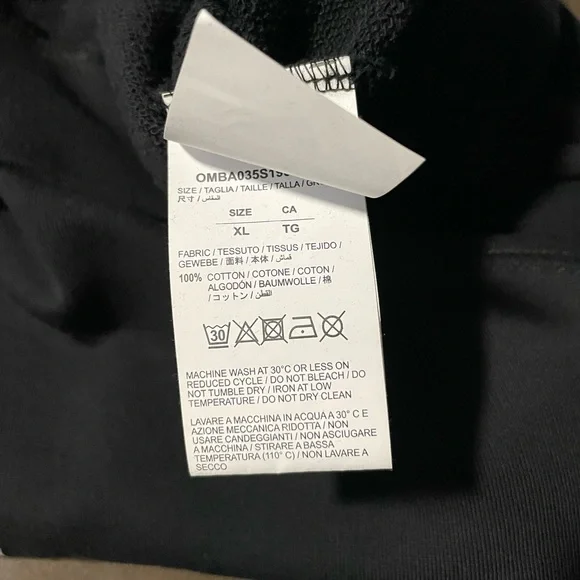 OMBA035S19
SIZE / TAGLIA / TAILLE / TALLA /
尺寸 / المقاس
SIZE CA
XL TG
FABRIC / TESSUTO / TISSUS / TEJIDO /
GEWEBE / 面料 / 本体 / قماش
100% COTTON / COTONE / COTON /
ALGODÓN / BAUMWOLLE / 棉
/ コットン / القطن
30
MACHINE WASH AT 30°C OR LESS ON
REDUCED CYCLE / DO NOT BLEACH / DO
NOT TUMBLE DRY / IRON AT LOW
TEMPERATURE / DO NOT DRY CLEAN
LAVARE A MACCHINA IN ACQUA A 30° C E
AZIONE MECCANICA RIDOTTA / NON
USARE CANDEGGIANTI / NON ASCIUGARE
A MACCHINA / STIRARE A BASSA
TEMPERATURA (110° C) / NON LAVARE A
SECCO